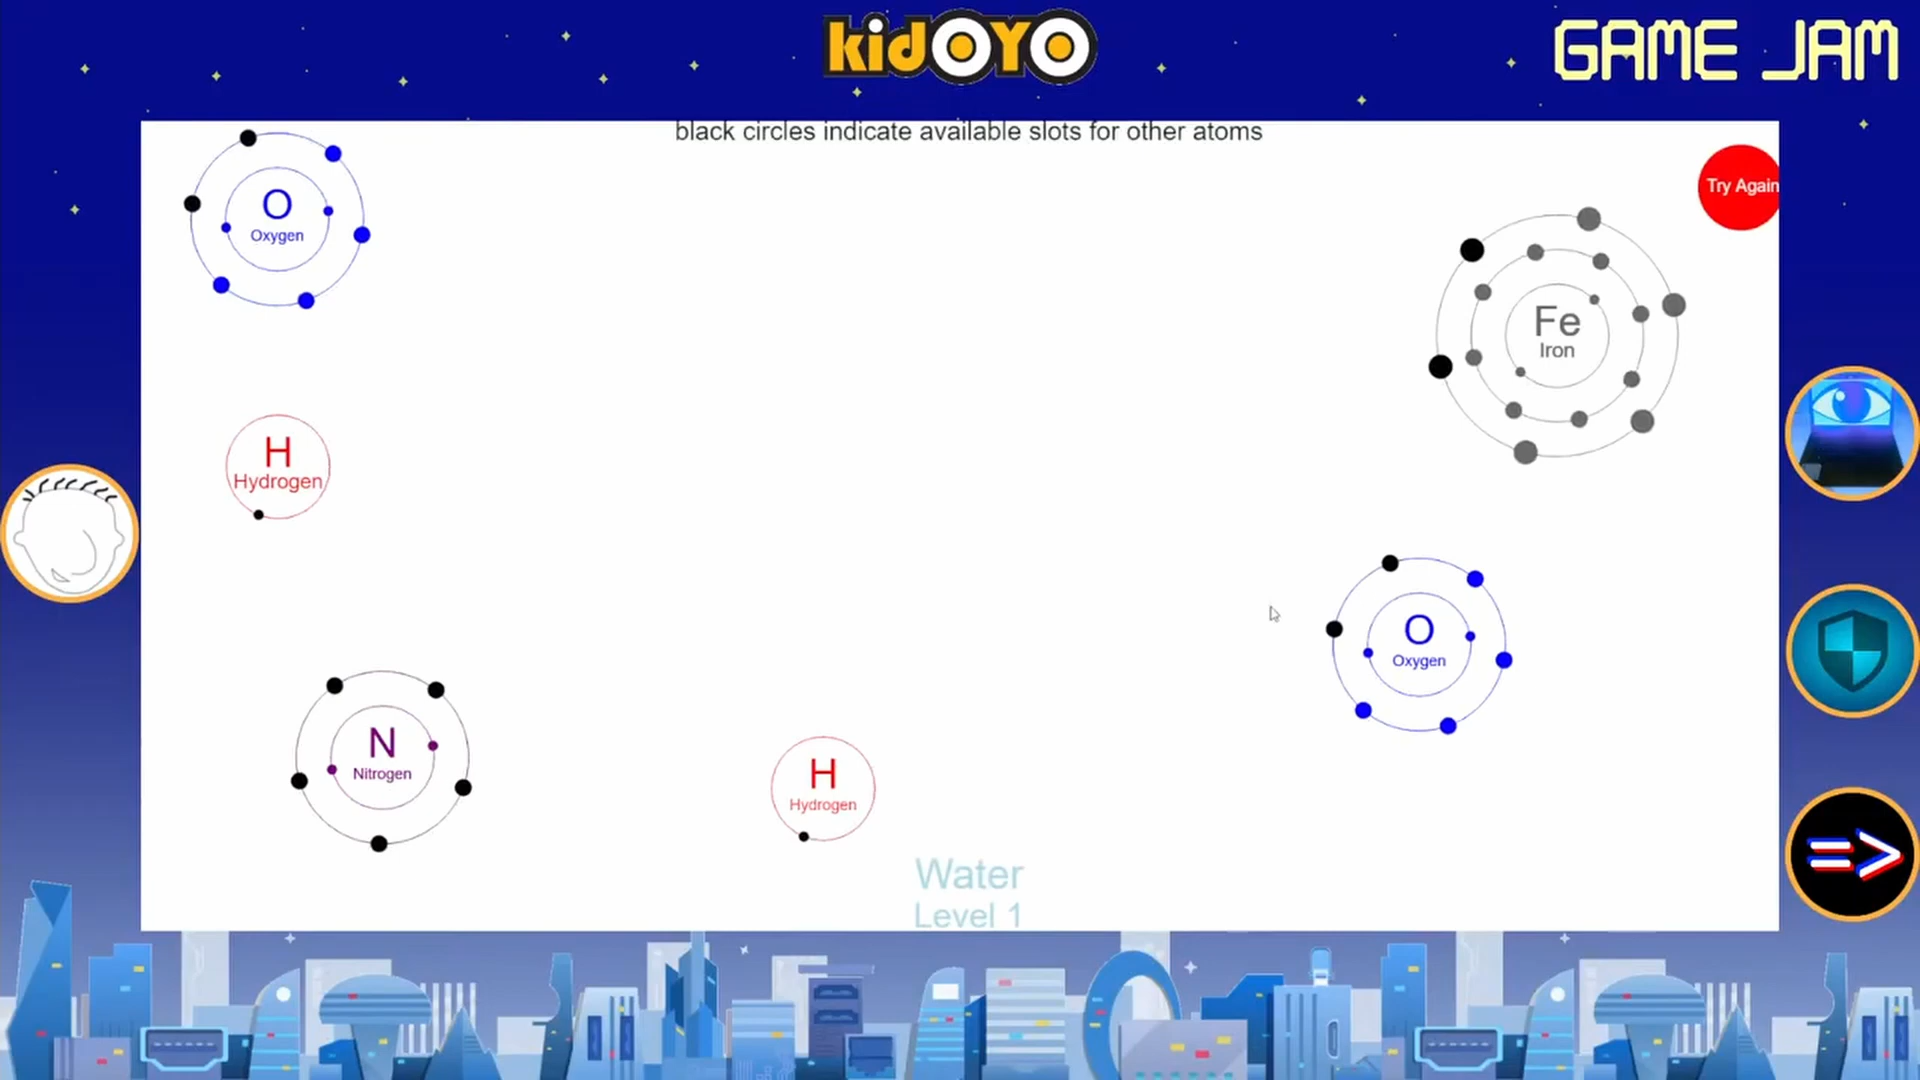 kidOYO
GAME JAM
black circles indicate available slots for other atoms
Try Again
O
Oxygen
Fe
Iron
H
Hydrogen
O
Oxygen
N
Nitrogen
H
Hydrogen
Water
Level 1
=>